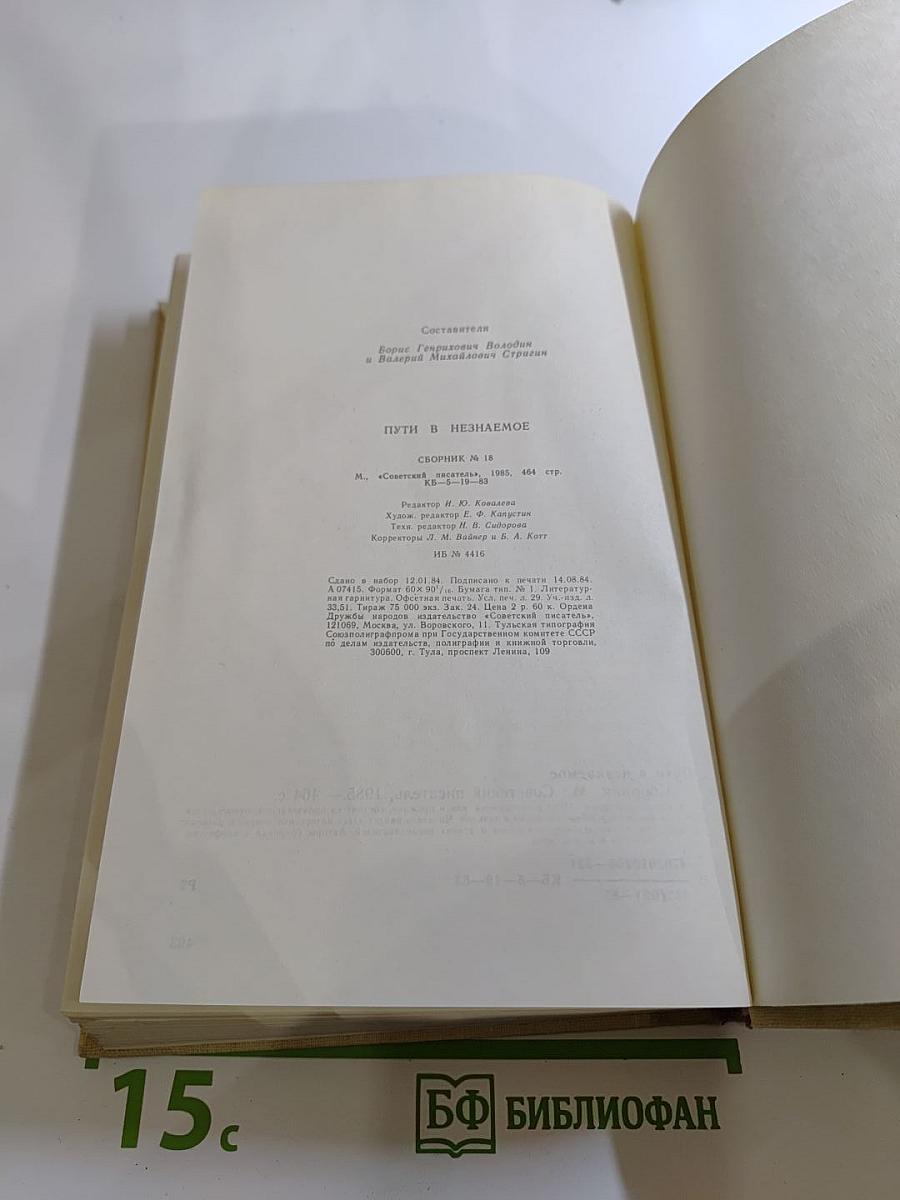 Составители
Борис Генрихович Володин
и Валерий Михайлович Стригин
ПУТИ В НЕЗНАЕМОЕ
СБОРНИК № 18
М., «Советский писатель», 1985, 464 стр.
КБ—5—19—83
Редактор И. Ю. Ковалева
Худож. редактор Е. Ф. Капустин
Техн. редактор Н. В. Сидорова
Корректоры Л. М. Вайнер и Б. А. Котт
ИБ № 4416
Сдано в набор 12.01.84. Подписано к печати 14.08.84.
А 07415. Формат 60×90¹/₁₆. Бумага тип. № 1. Литератур-
ная гарнитура. Офсетная печать. Усл. печ. л. 29. Уч.-изд. л.
33,51. Тираж 75 000 экз. Зак. 24. Цена 2 р. 60 к. Ордена
Дружбы народов издательство «Советский писатель»,
121069, Москва, ул. Воровского, 11. Тульская типография
Союзполиграфпрома при Государственном комитете СССР
по делам издательств, полиграфии и книжной торговли,
300600, г. Тула, проспект Ленина, 109
15 с
БФ БИБЛИОФАН